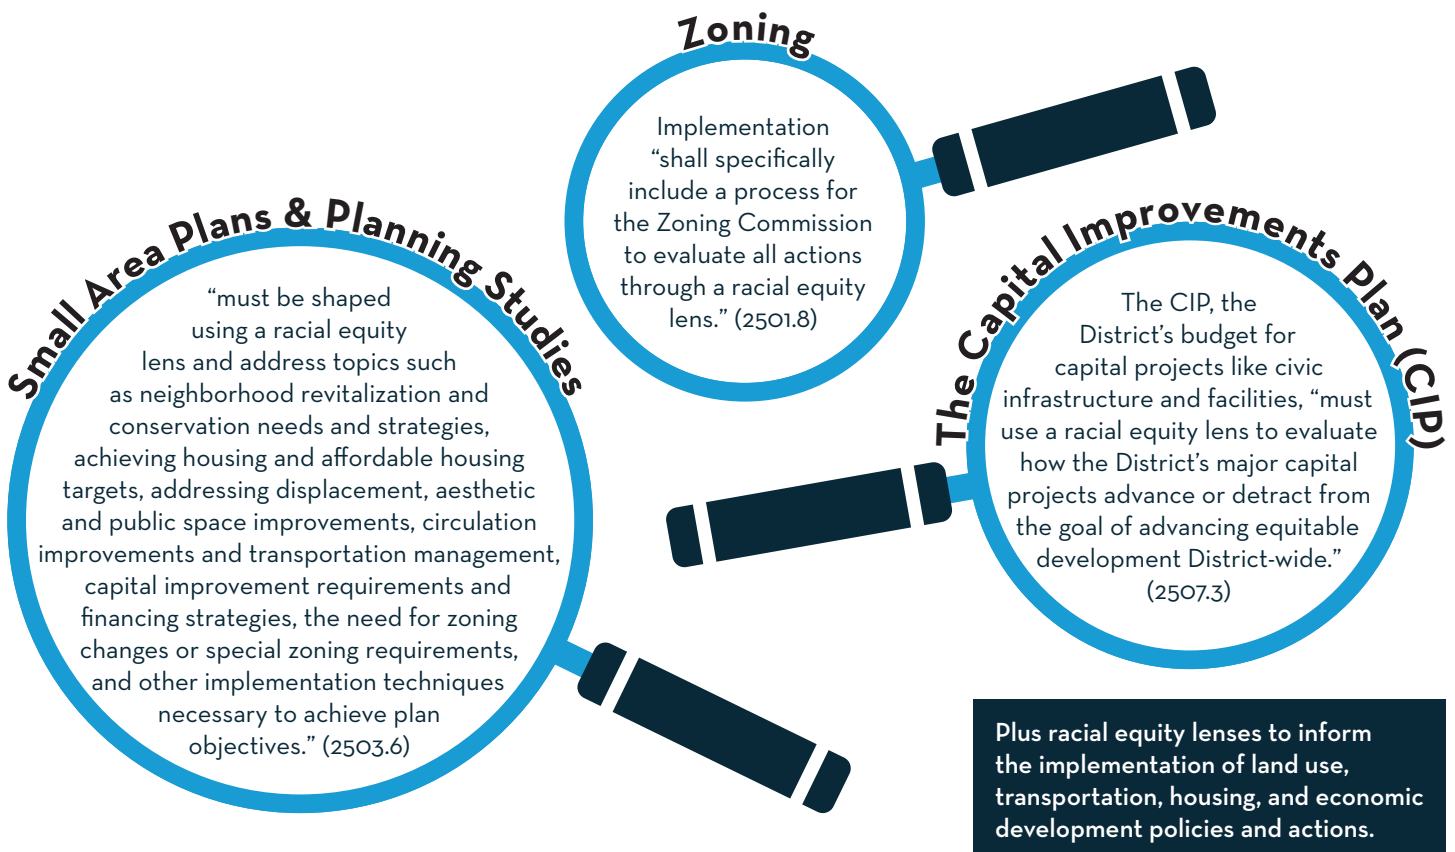 Zoning
Implementation
“shall specifically
include a process for
the Zoning Commission
to evaluate all actions
through a racial equity
lens.” (2501.8)
Small Area Plans & Planning Studies
“must be shaped
using a racial equity
lens and address topics such
as neighborhood revitalization and
conservation needs and strategies,
achieving housing and affordable housing
targets, addressing displacement, aesthetic
and public space improvements, circulation
improvements and transportation management,
capital improvement requirements and
financing strategies, the need for zoning
changes or special zoning requirements,
and other implementation techniques
necessary to achieve plan
objectives.” (2503.6)
The Capital Improvements Plan (CIP)
The CIP, the
District’s budget for
capital projects like civic
infrastructure and facilities, “must
use a racial equity lens to evaluate
how the District’s major capital
projects advance or detract from
the goal of advancing equitable
development District-wide.”
(2507.3)
Plus racial equity lenses to inform
the implementation of land use,
transportation, housing, and economic
development policies and actions.